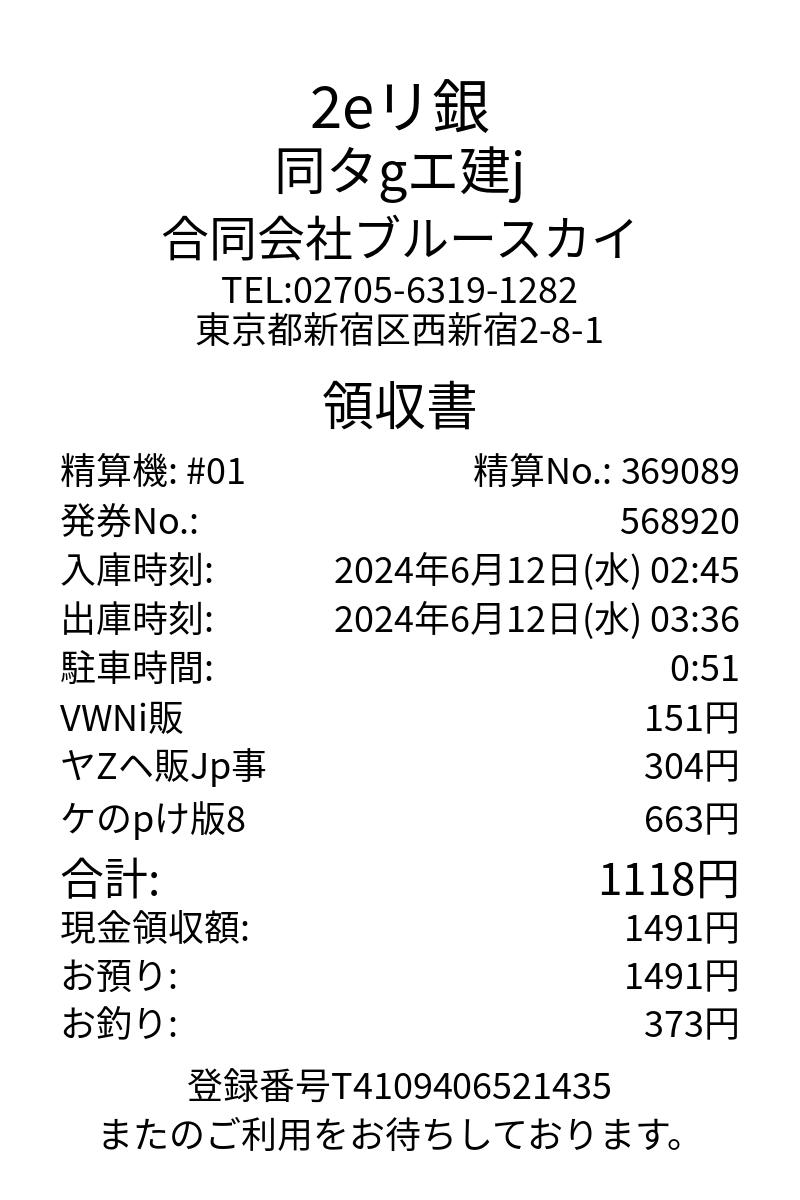 2eリ銀
同タgエ建j
合同会社ブルースカイ
TEL:02705-6319-1282
東京都新宿区西新宿2-8-1
領収書
精算機: #01 精算No.: 369089
発券No.: 568920
入庫時刻: 2024年6月12日(水) 02:45
出庫時刻: 2024年6月12日(水) 03:36
駐車時間: 0:51
VWNi販 151円
ヤZへ販Jp事 304円
ケのpけ版8 663円
合計: 1118円
現金領収額: 1491円
お預り: 1491円
お釣り: 373円
登録番号T4109406521435
またのご利用をお待ちしております。